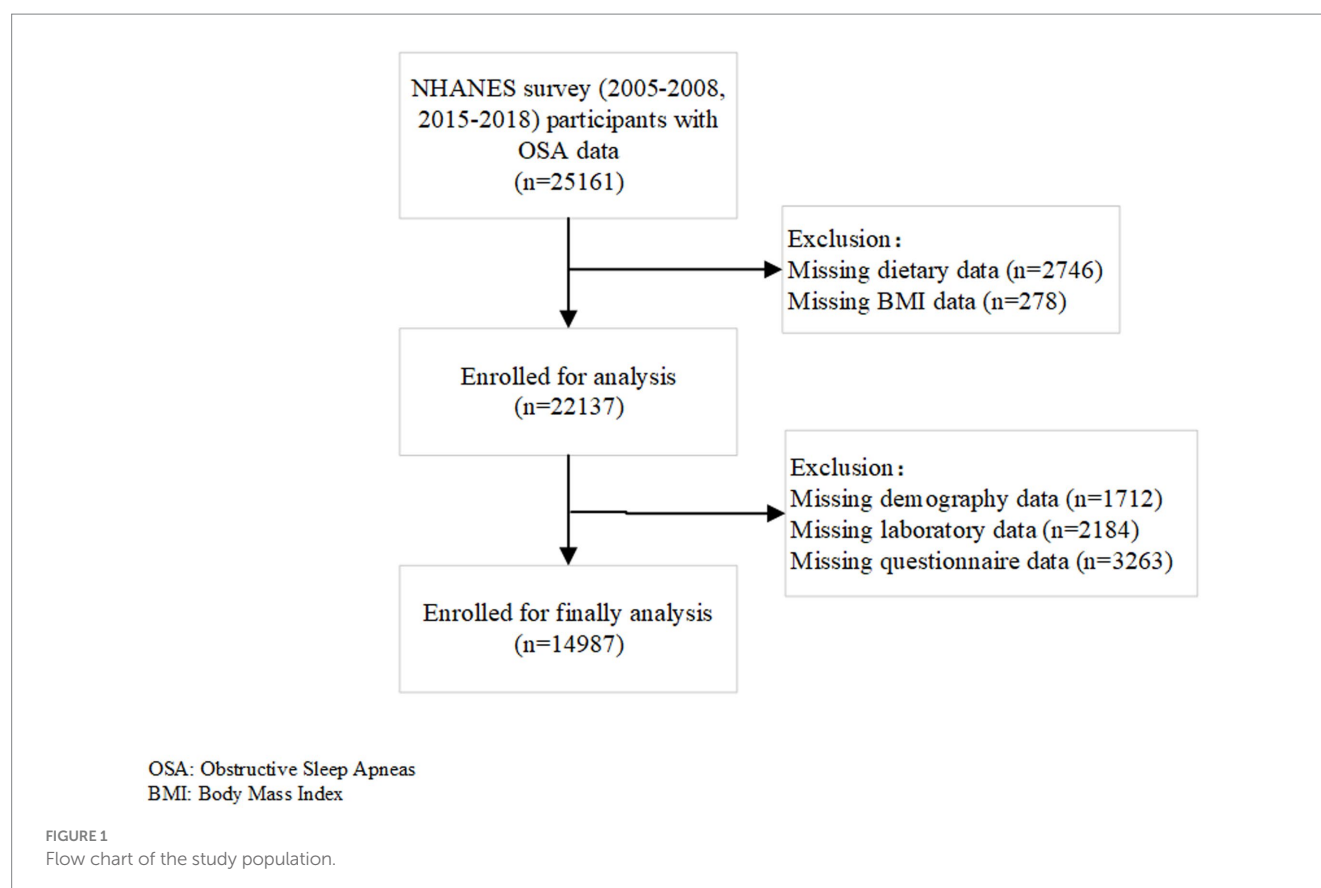 NHANES survey (2005-2008,
2015-2018) participants with
OSA data
(n=25161)
Exclusion：
Missing dietary data (n=2746)
Missing BMI data (n=278)
Enrolled for analysis
(n=22137)
Exclusion：
Missing demography data (n=1712)
Missing laboratory data (n=2184)
Missing questionnaire data (n=3263)
Enrolled for finally analysis
(n=14987)
OSA: Obstructive Sleep Apneas
BMI: Body Mass Index
FIGURE 1
Flow chart of the study population.